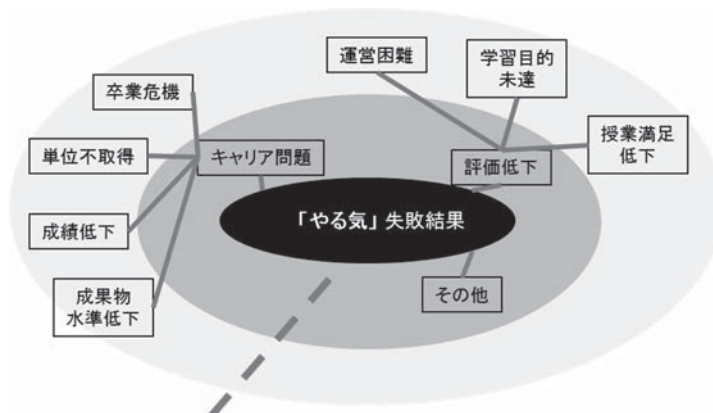 運営困難
学習目的
未達
卒業危機
授業満足
低下
単位不取得
キャリア問題
評価低下
「やる気」失敗結果
成績低下
その他
成果物
水準低下